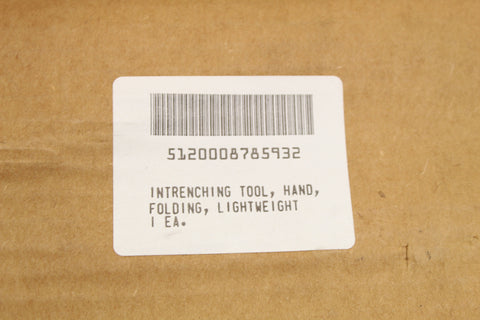 5120008785932
INTRENCHING TOOL, HAND,
FOLDING, LIGHTWEIGHT
1 EA.